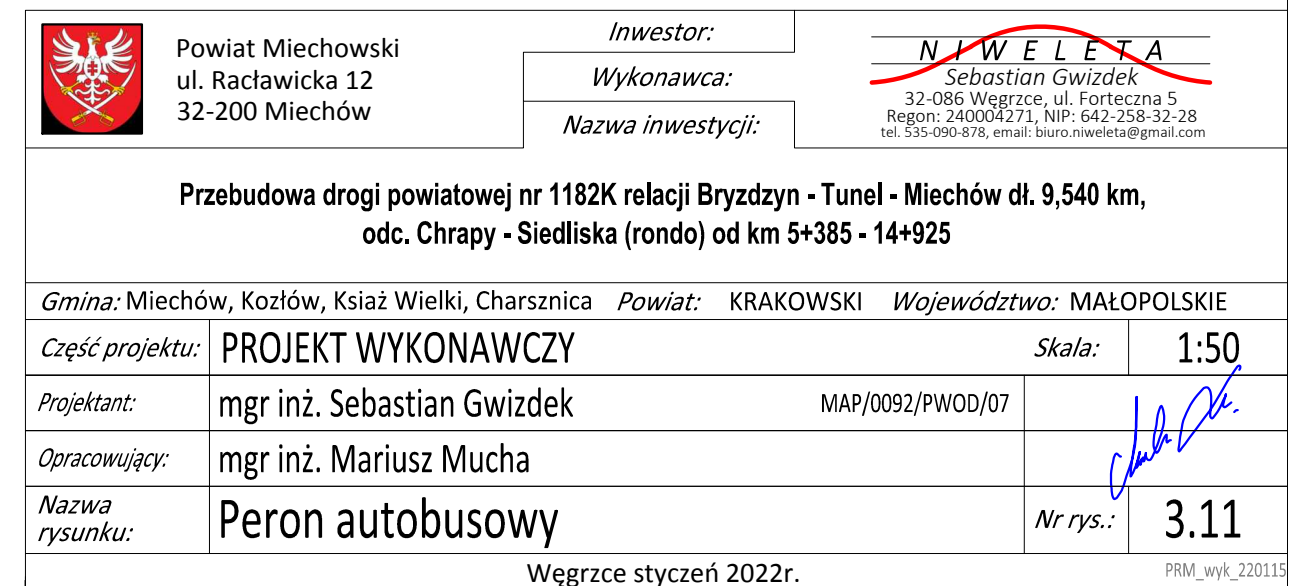 Powiat Miechowski
ul. Racławicka 12
32-200 Miechów
Inwestor:
Wykonawca:
Nazwa inwestycji:
NIWELETA
Sebastian Gwizdek
32-086 Węgrzce, ul. Forteczna 5
Regon: 240004271, NIP: 642-258-32-28
tel. 535-090-878, email: biuro.niweleta@gmail.com
Przebudowa drogi powiatowej nr 1182K relacji Bryzdzyn - Tunel - Miechów dł. 9,540 km,
odc. Chrapy - Siedliska (rondo) od km 5+385 - 14+925
Gmina: Miechów, Kozłów, Ksiaż Wielki, Charsznica Powiat: KRAKOWSKI Województwo: MAŁOPOLSKIE
Część projektu: PROJEKT WYKONAWCZY Skala: 1:50
Projektant: mgr inż. Sebastian Gwizdek MAP/0092/PWOD/07
Opracowujący: mgr inż. Mariusz Mucha
Nazwa
rysunku: Peron autobusowy Nr rys.: 3.11
Węgrzce styczeń 2022r.
PRM_wyk_220115